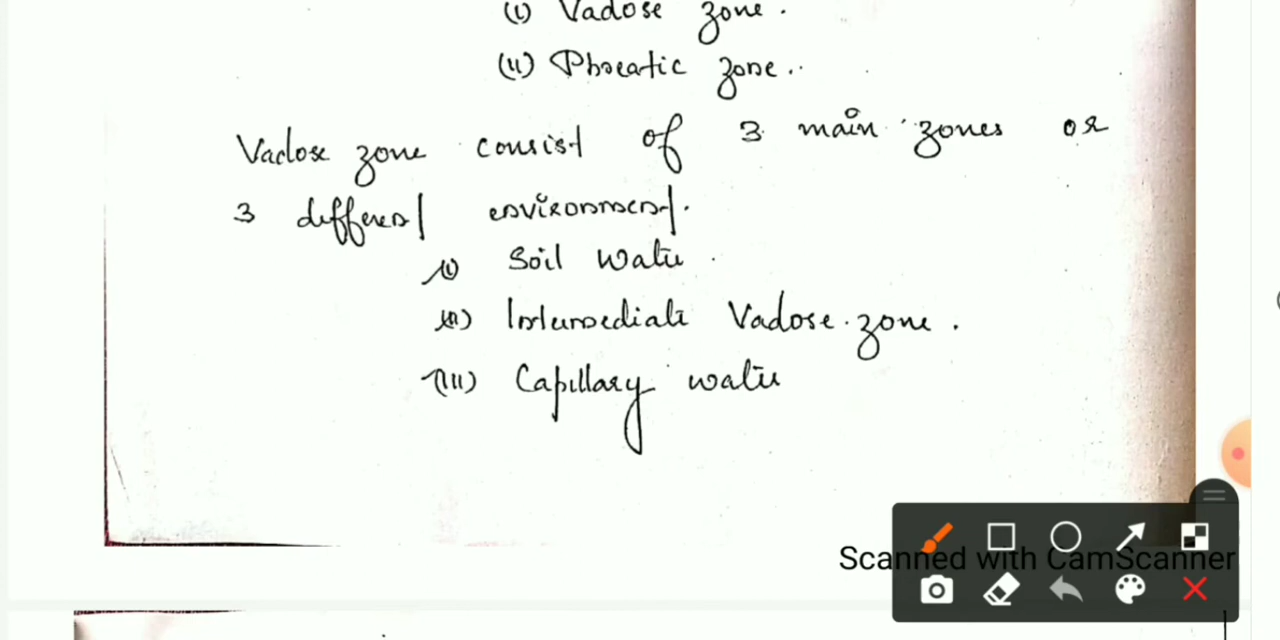 (i) Vadose zone.
(ii) Phreatic zone.
Vadose zone consist of 3 main zones or
3 different environment.
(i) Soil water
(ii) Intermediate Vadose zone.
(iii) Capillary water
Scanned with CamScanner